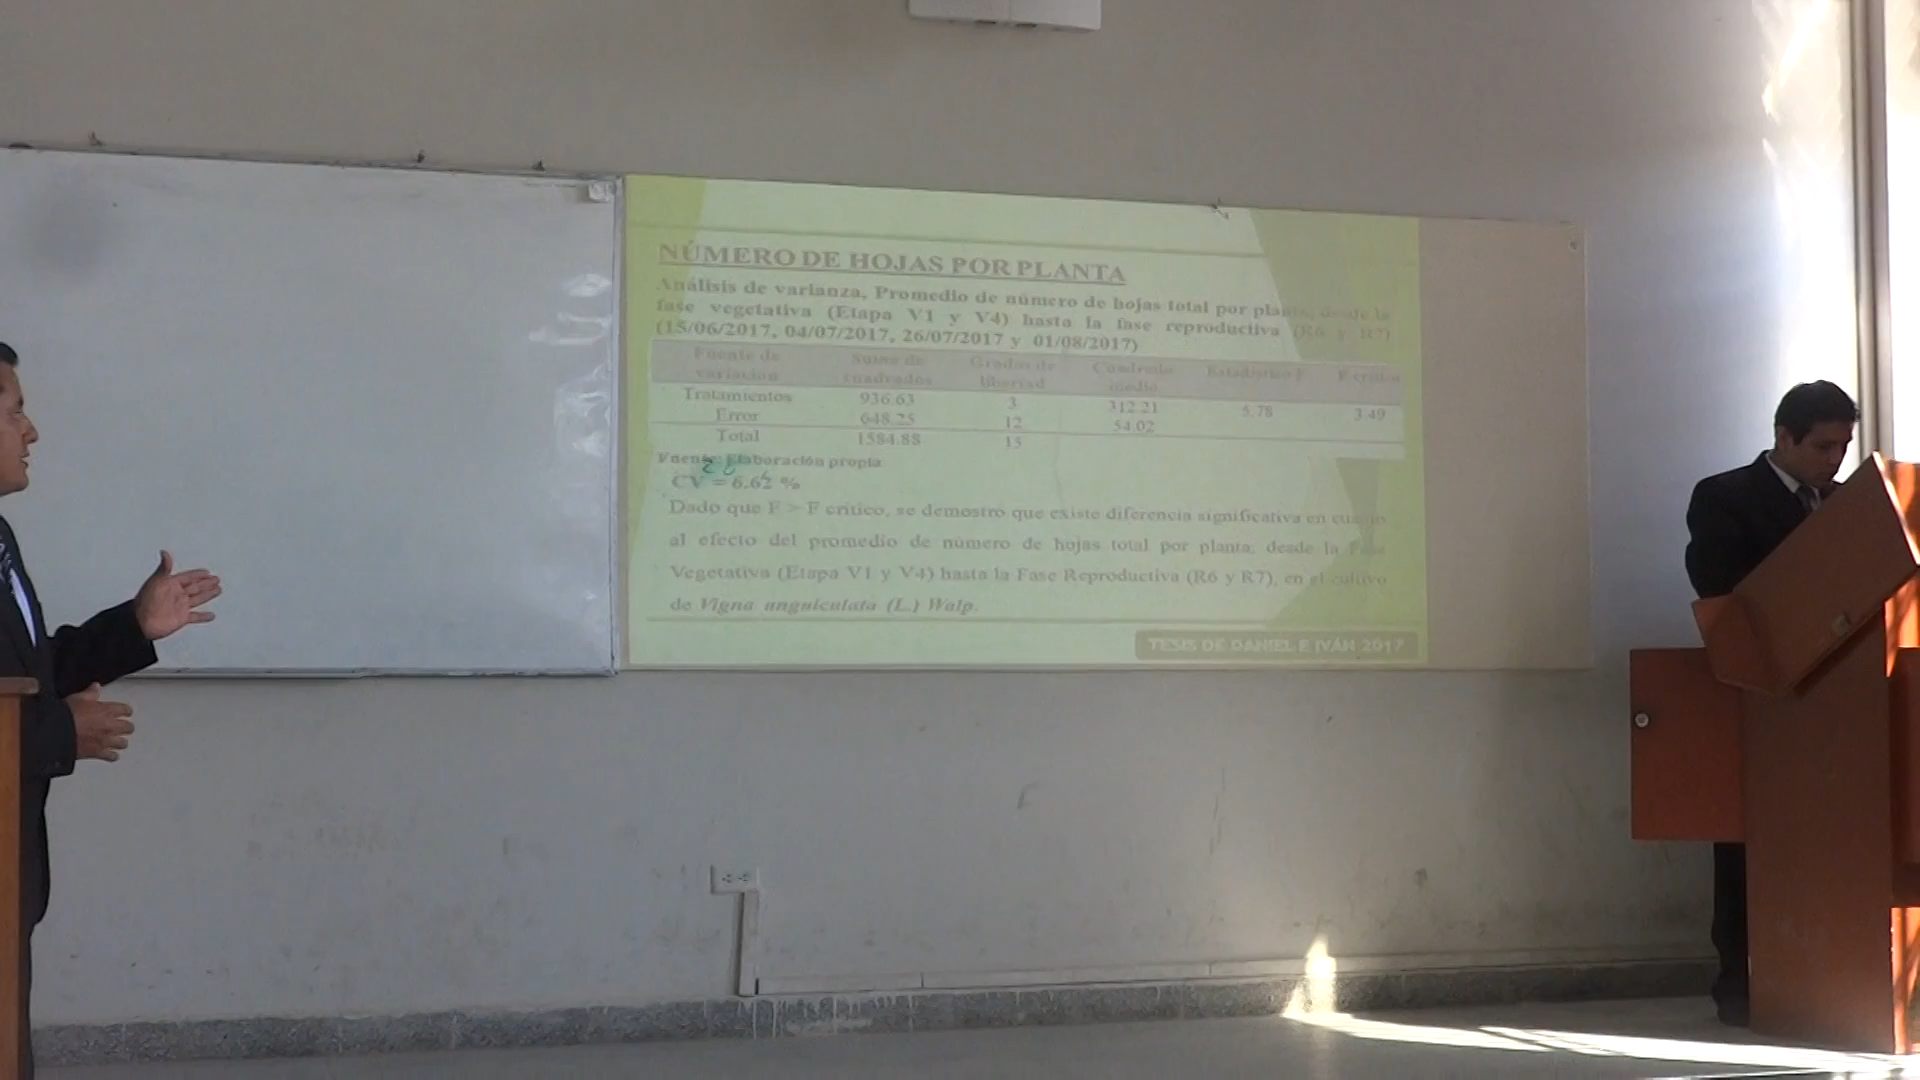 NÚMERO DE HOJAS POR PLANTA
Análisis de varianza, Promedio de número de hojas total por planta, desde la
fase vegetativa (Etapa V1 y V4) hasta la fase reproductiva (R6 y R7)
(15/06/2017, 04/07/2017, 26/07/2017 y 01/08/2017)
Fuente de variación Suma de cuadrados Grados de libertad Cuadrado medio Estadístico F F crítico
Tratamientos 936.63 3 312.21 5.78 3.49
Error 648.25 12 54.02
Total 1584.88 15
Fuente: Elaboración propia
CV = 6.62 %
Dado que F > F crítico, se demostró que existe diferencia significativa en cuanto
al efecto del promedio de número de hojas total por planta; desde la Fase
Vegetativa (Etapa V1 y V4) hasta la Fase Reproductiva (R6 y R7), en el cultivo
de Vigna unguiculata (L.) Walp.
TESIS DE DANIEL E IVÁN 2017